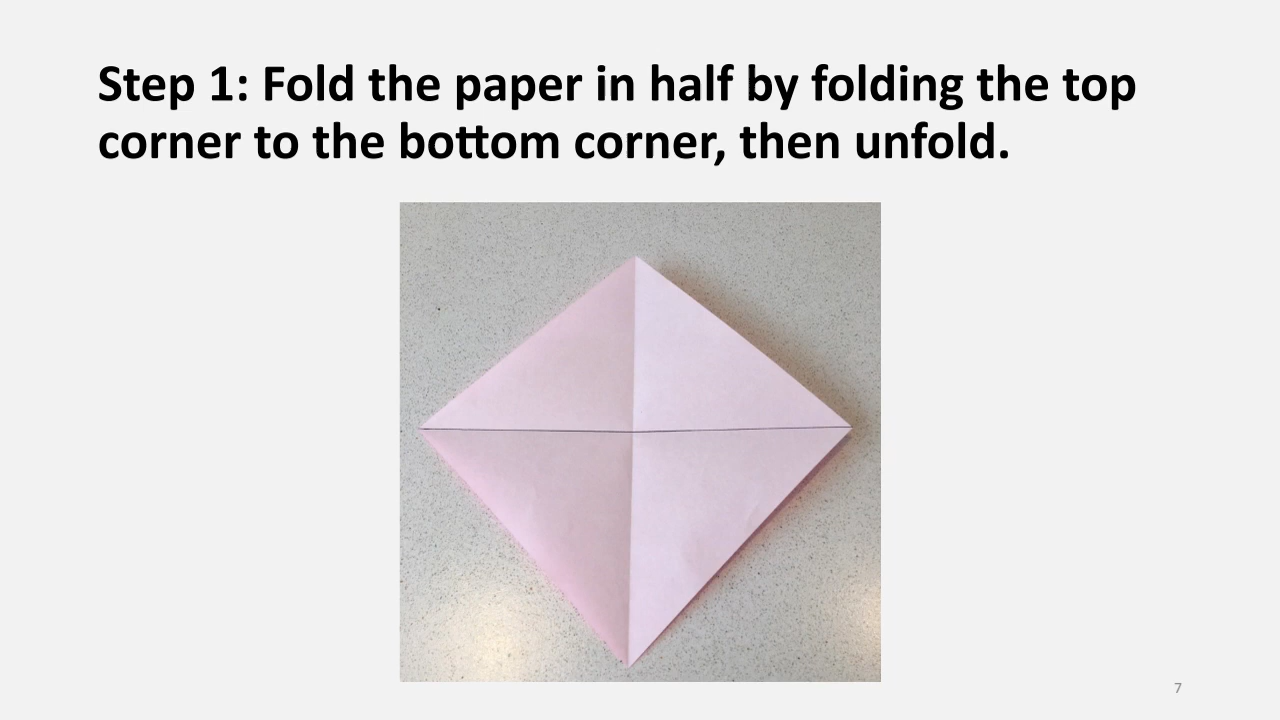 Step 1: Fold the paper in half by folding the top
corner to the bottom corner, then unfold.
7